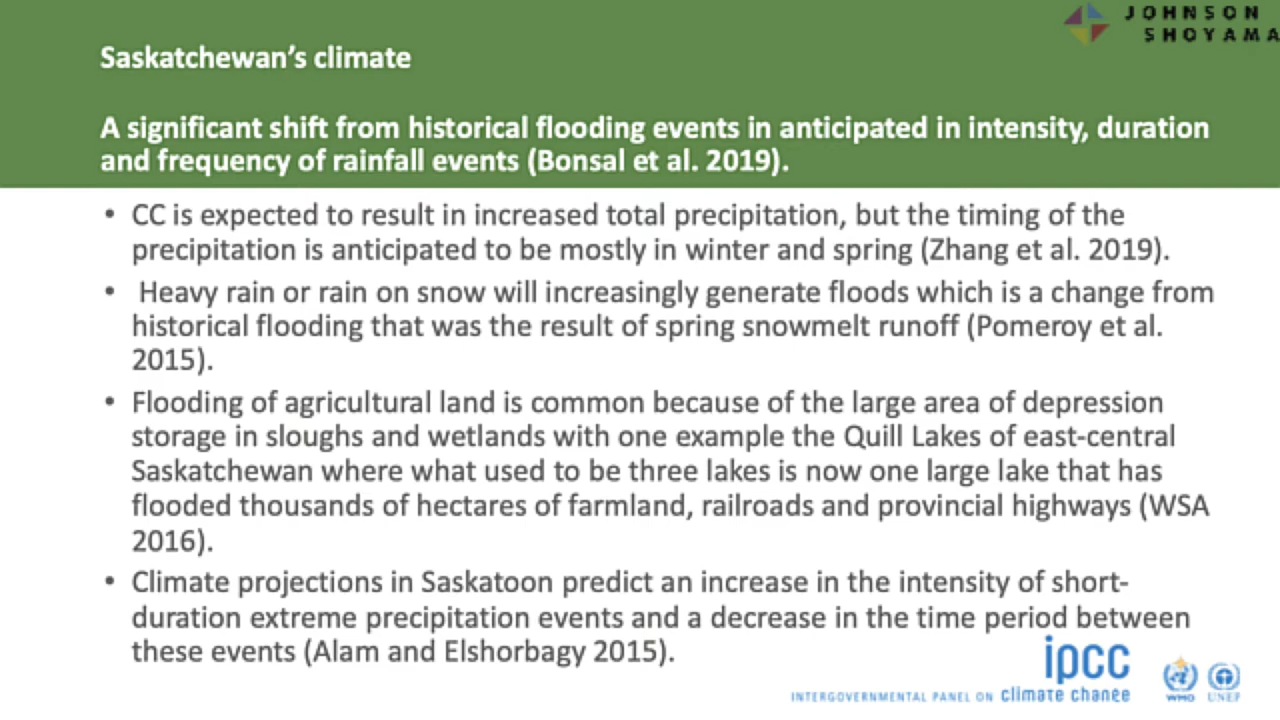 JOHNSON
SHOYAMA
Saskatchewan's climate
A significant shift from historical flooding events in anticipated in intensity, duration
and frequency of rainfall events (Bonsal et al. 2019).
• CC is expected to result in increased total precipitation, but the timing of the
precipitation is anticipated to be mostly in winter and spring (Zhang et al. 2019).
• Heavy rain or rain on snow will increasingly generate floods which is a change from
historical flooding that was the result of spring snowmelt runoff (Pomeroy et al.
2015).
• Flooding of agricultural land is common because of the large area of depression
storage in sloughs and wetlands with one example the Quill Lakes of east-central
Saskatchewan where what used to be three lakes is now one large lake that has
flooded thousands of hectares of farmland, railroads and provincial highways (WSA
2016).
• Climate projections in Saskatoon predict an increase in the intensity of short-
duration extreme precipitation events and a decrease in the time period between
these events (Alam and Elshorbagy 2015).
ipcc
INTERGOVERNMENTAL PANEL ON climate change
WMO UNEP